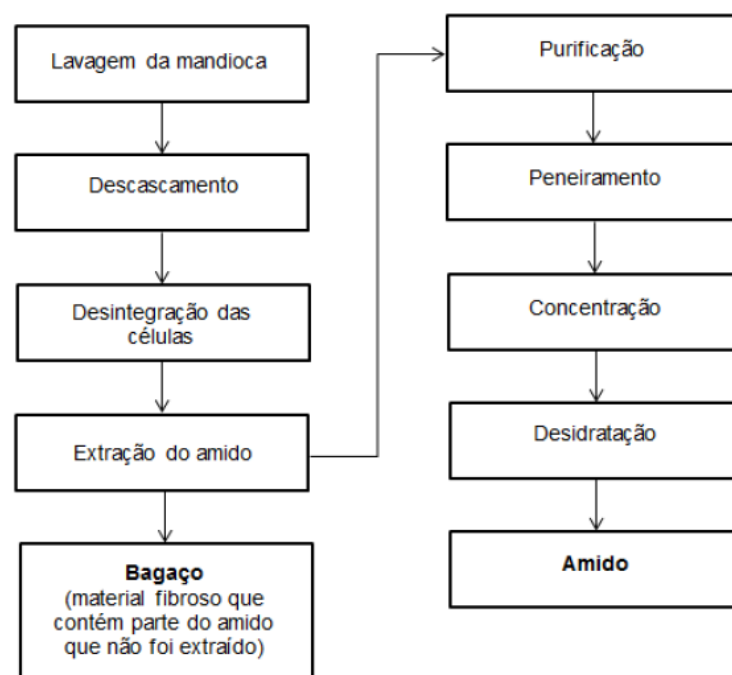 Lavagem da mandioca
Descascamento
Desintegração das
células
Extração do amido
Bagaço
(material fibroso que
contém parte do amido
que não foi extraído)
Purificação
Peneiramento
Concentração
Desidratação
Amido